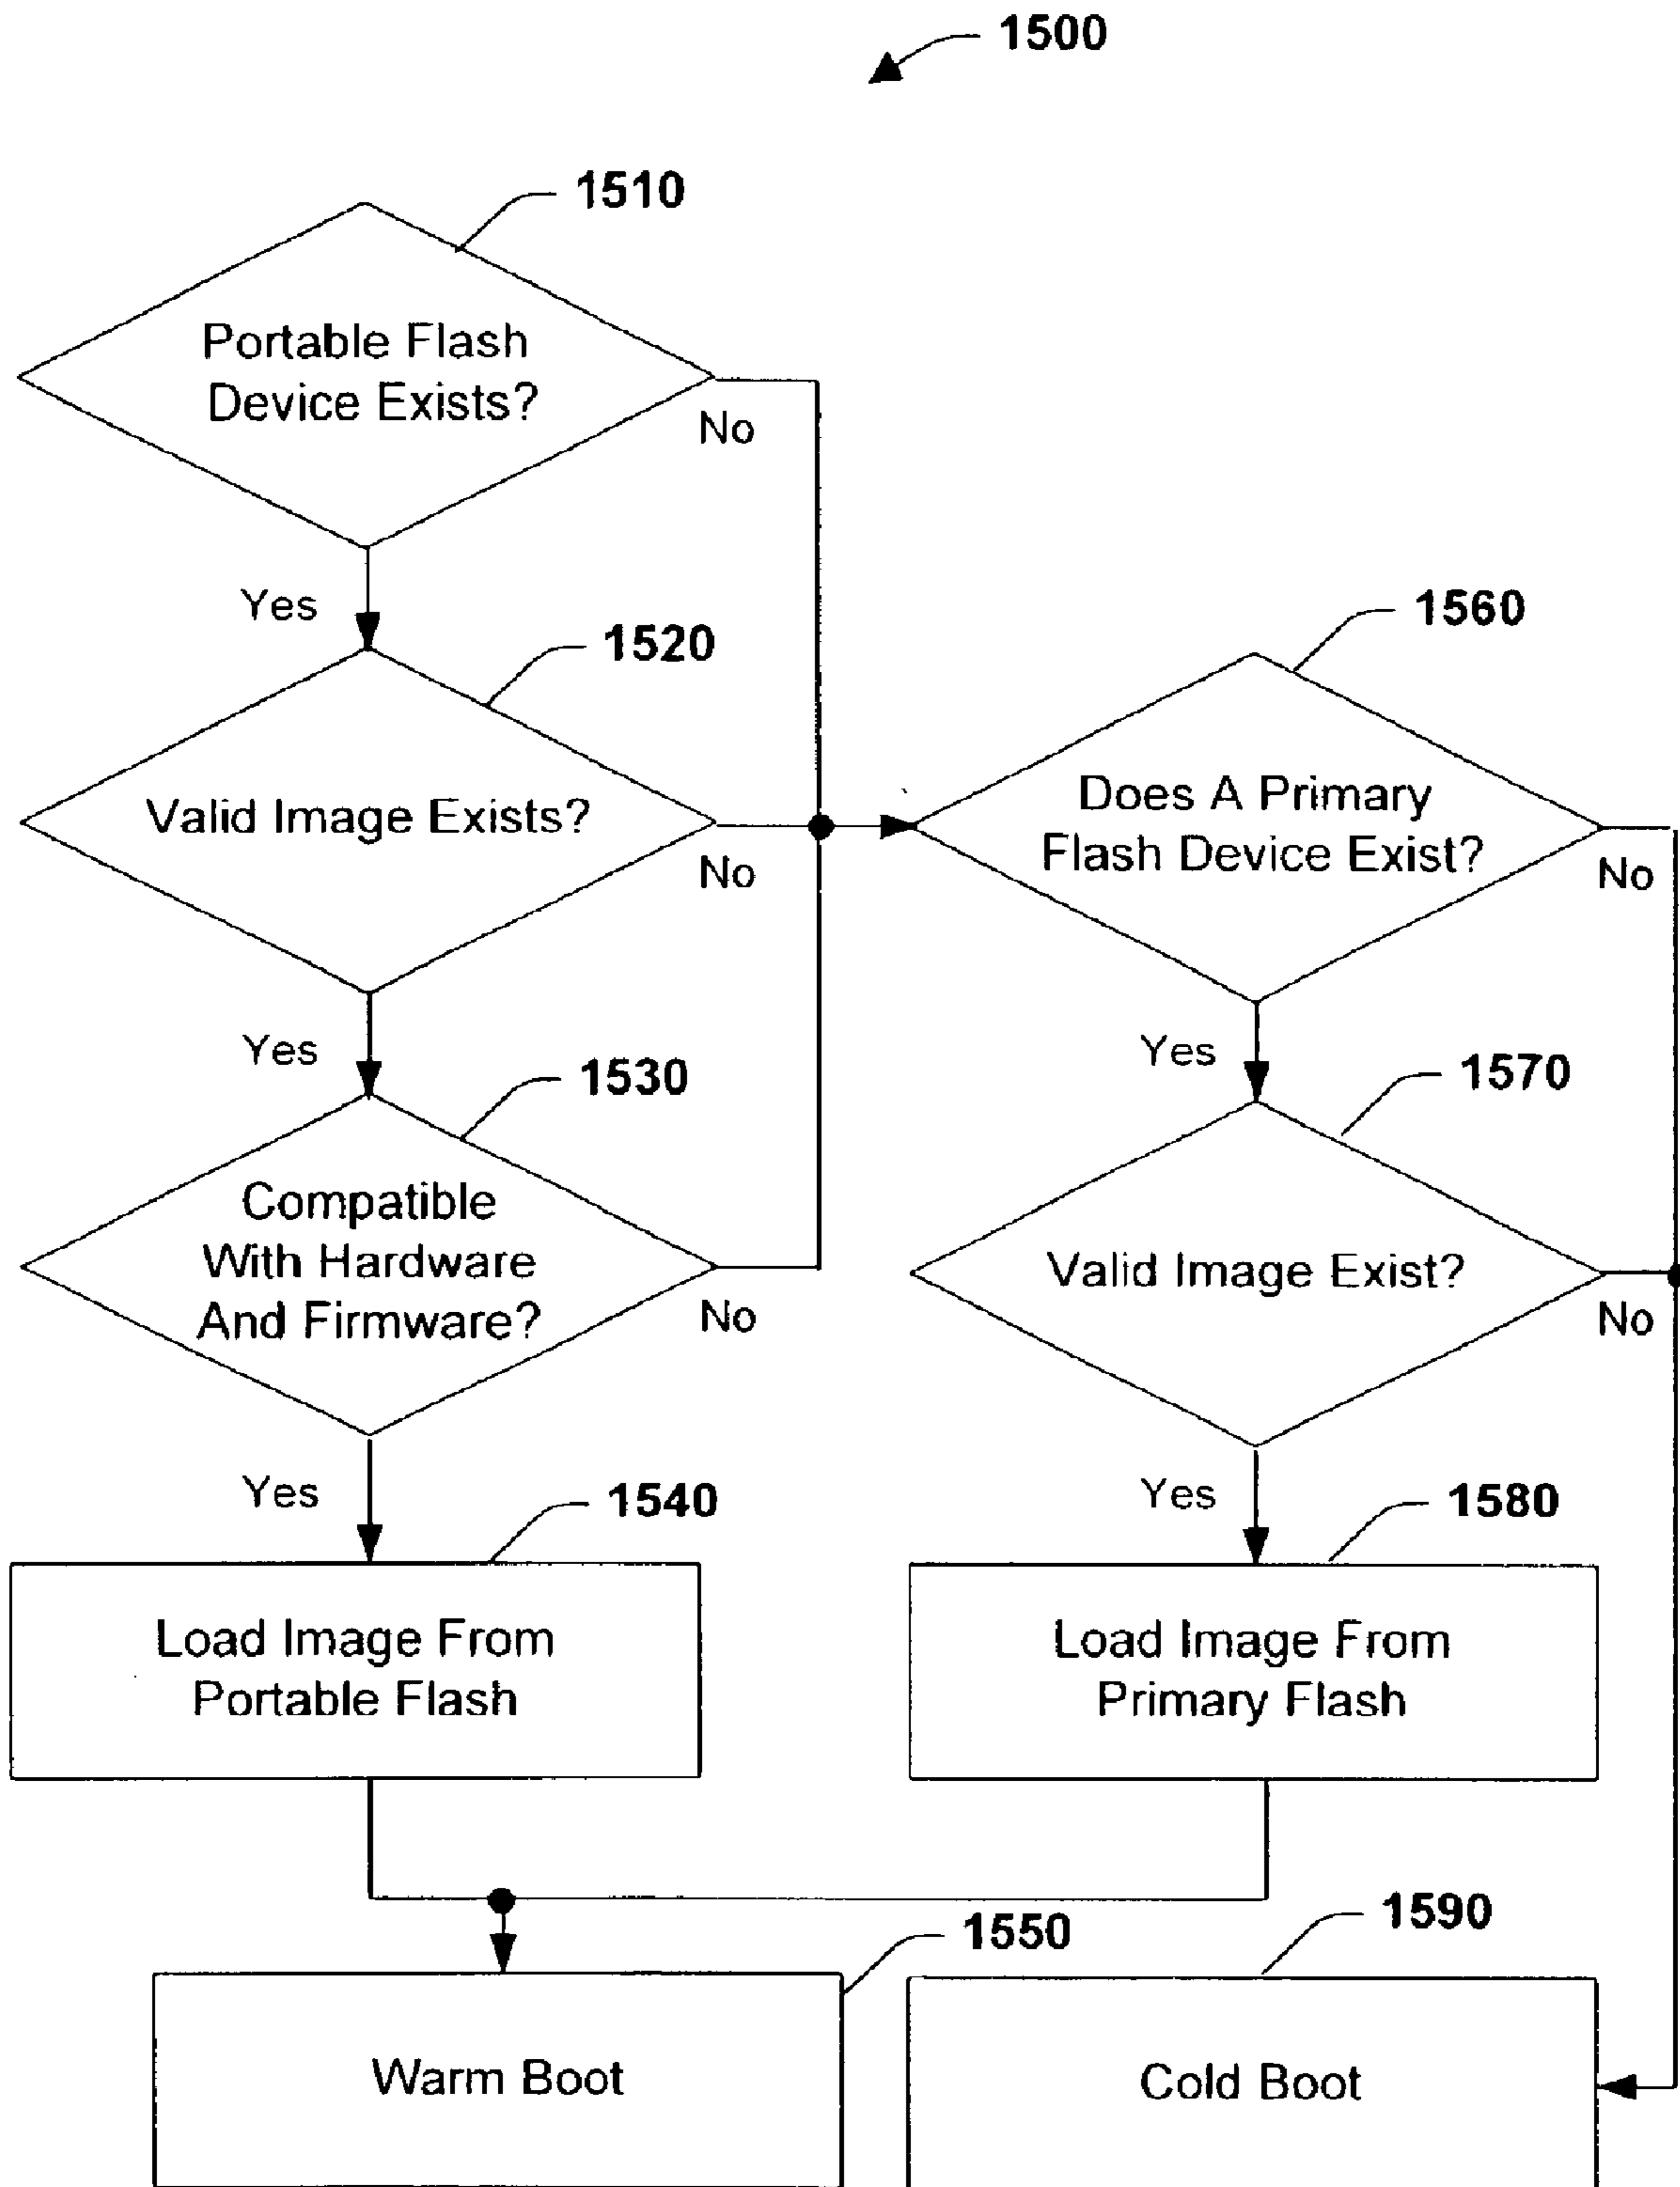 1500
1510
Portable Flash
Device Exists?
No
Yes
1520
1560
Valid Image Exists?
No
Does A Primary
Flash Device Exist?
No
Yes
1530
Yes
1570
Compatible
With Hardware
And Firmware?
No
Valid Image Exist?
No
Yes
1540
Yes
1580
Load Image From
Portable Flash
Load Image From
Primary Flash
1550
1590
Warm Boot
Cold Boot